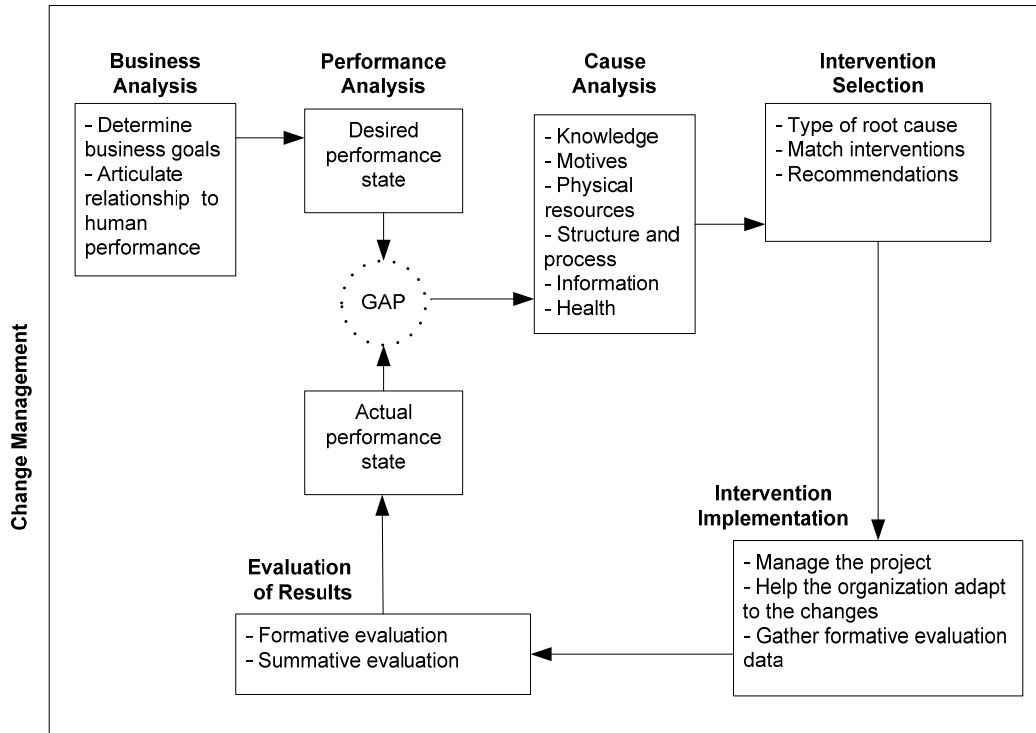 Business
Analysis
- Determine
business goals
- Articulate
relationship to
human
performance
Performance
Analysis
Desired
performance
state
GAP
Actual
performance
state
Cause
Analysis
- Knowledge
- Motives
- Physical
resources
- Structure and
process
- Information
- Health
Intervention
Selection
- Type of root cause
- Match interventions
- Recommendations
Intervention
Implementation
- Manage the project
- Help the organization adapt
to the changes
- Gather formative evaluation
data
Evaluation
of Results
- Formative evaluation
- Summative evaluation
Change Management